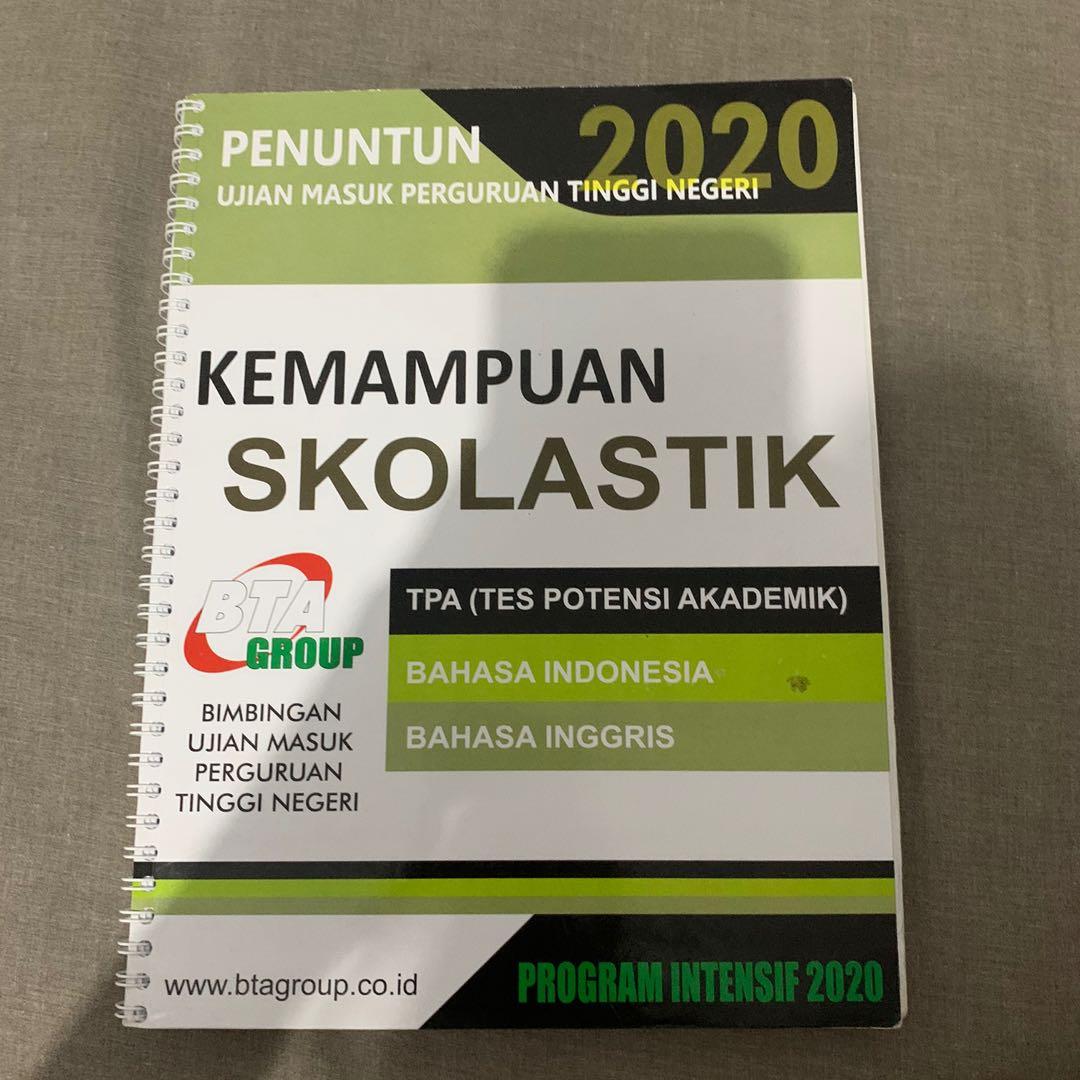 PENUNTUN
2020
UJIAN MASUK PERGURUAN TINGGI NEGERI
KEMAMPUAN
SKOLASTIK
BTA
GROUP
BIMBINGAN
UJIAN MASUK
PERGURUAN
TINGGI NEGERI
TPA (TES POTENSI AKADEMIK)
BAHASA INDONESIA
BAHASA INGGRIS
www.btagroup.co.id
PROGRAM INTENSIF 2020